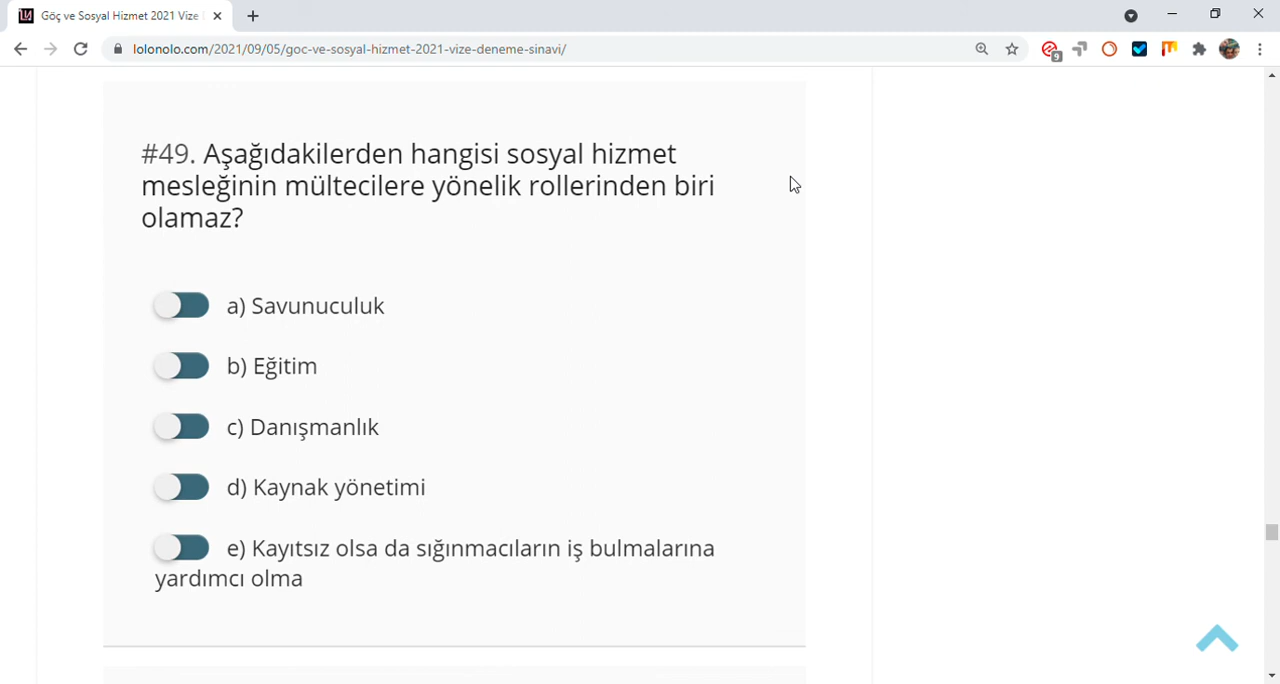 Göç ve Sosyal Hizmet 2021 Vize
lolonolo.com/2021/09/05/goc-ve-sosyal-hizmet-2021-vize-deneme-sinavi/
9
#49. Aşağıdakilerden hangisi sosyal hizmet
mesleğinin mültecilere yönelik rollerinden biri
olamaz?
a) Savunuculuk
b) Eğitim
c) Danışmanlık
d) Kaynak yönetimi
e) Kayıtsız olsa da sığınmacıların iş bulmalarına
yardımcı olma